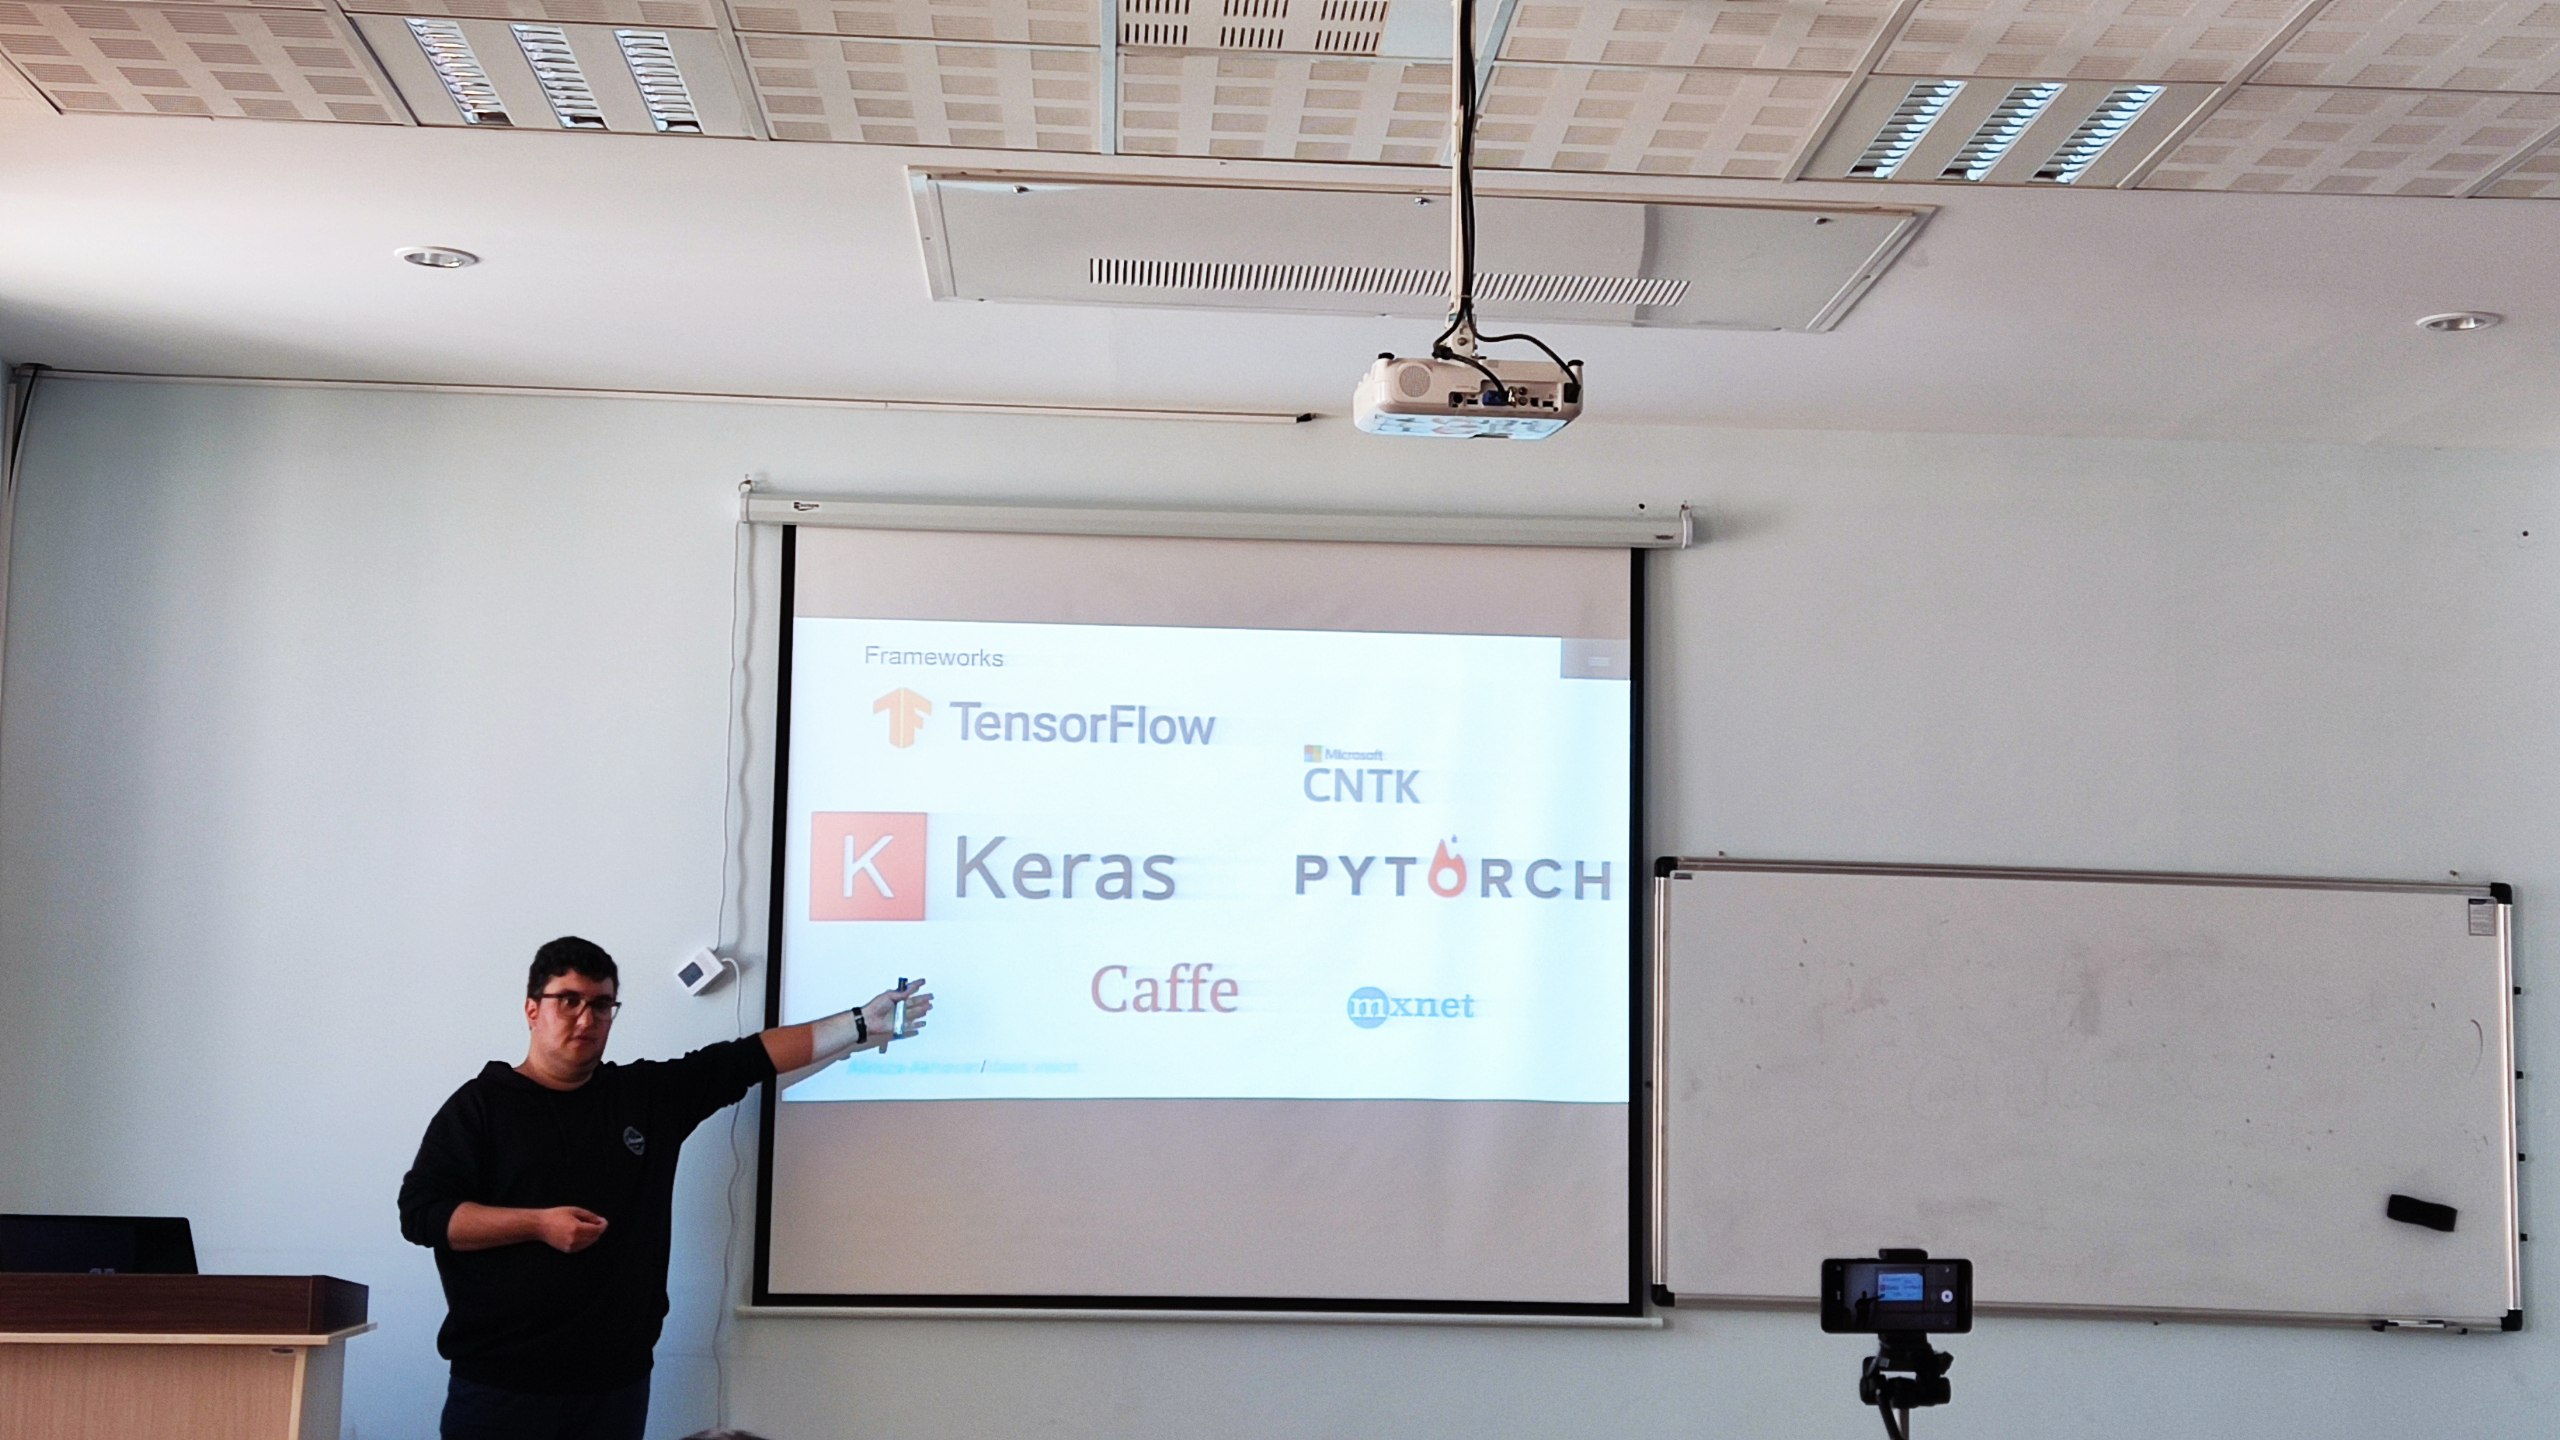 Frameworks
TensorFlow
Microsoft
CNTK
K Keras
PYTORCH
Caffe
mxnet